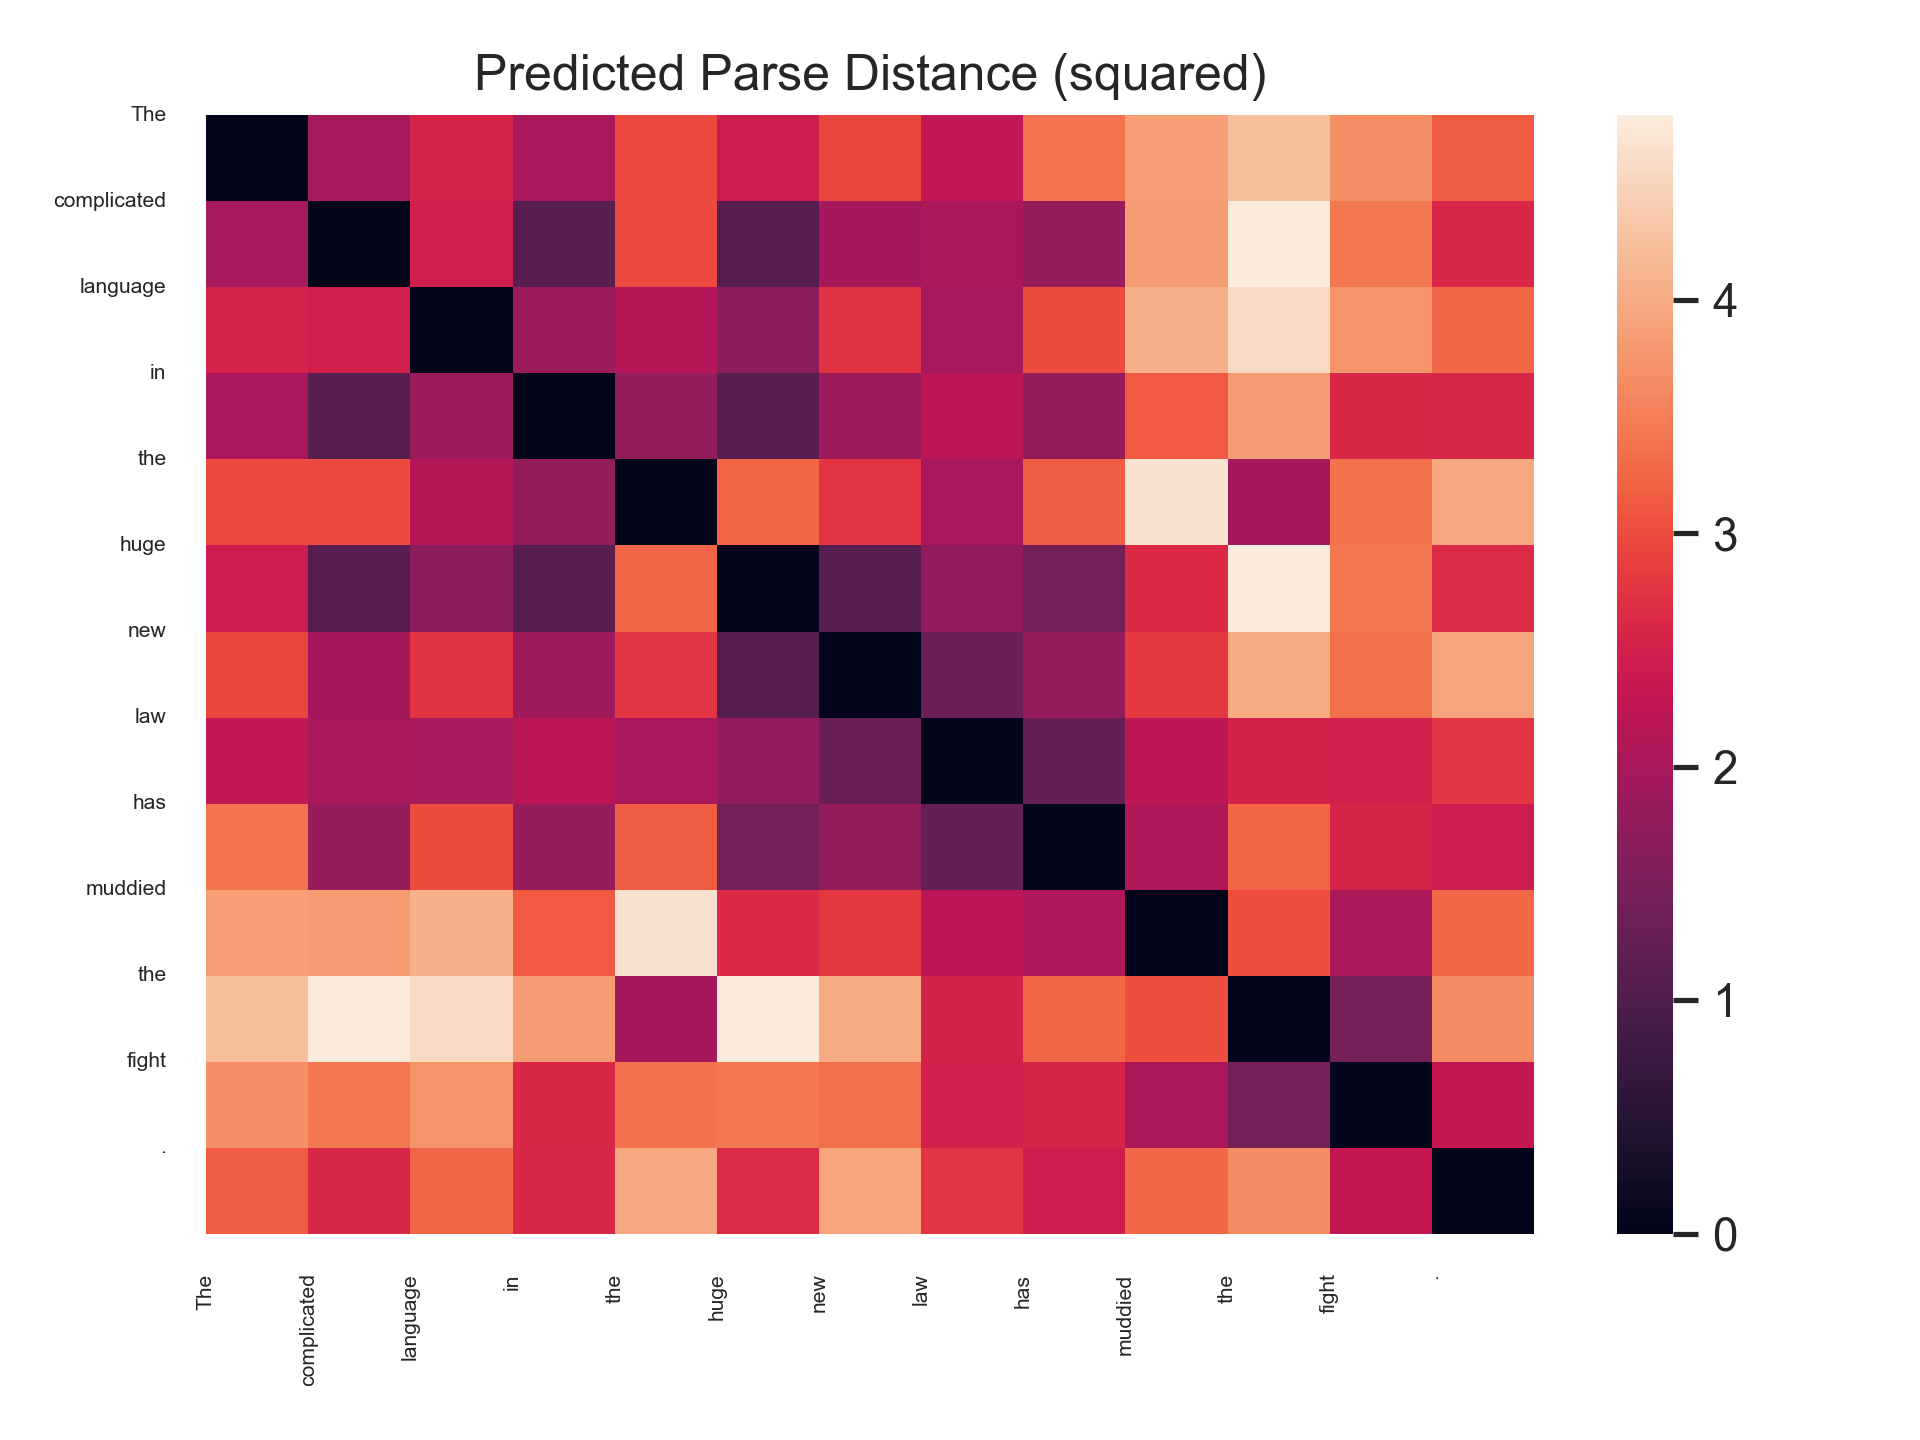 Predicted Parse Distance (squared)
The
complicated
language
in
the
huge
new
law
has
muddied
the
fight
.
4
3
2
1
0
The
complicated
language
in
the
huge
new
law
has
muddied
the
fight
.